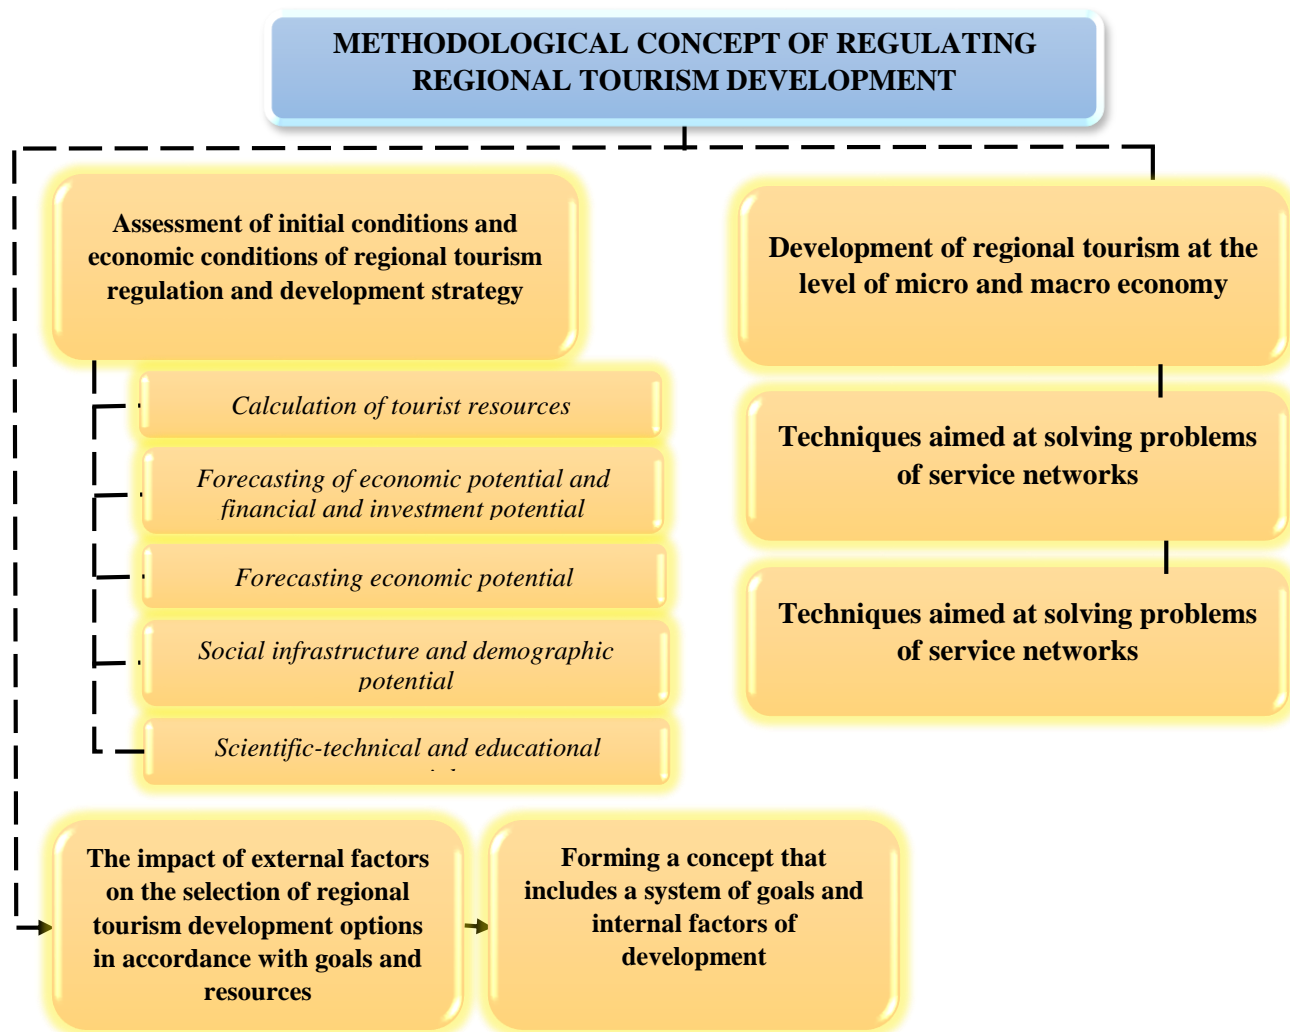 METHODOLOGICAL CONCEPT OF REGULATING
REGIONAL TOURISM DEVELOPMENT
Assessment of initial conditions and
economic conditions of regional tourism
regulation and development strategy
Calculation of tourist resources
Forecasting of economic potential and
financial and investment potential
Forecasting economic potential
Social infrastructure and demographic
potential
Scientific-technical and educational
Development of regional tourism at the
level of micro and macro economy
Techniques aimed at solving problems
of service networks
Techniques aimed at solving problems
of service networks
The impact of external factors
on the selection of regional
tourism development options
in accordance with goals and
resources
Forming a concept that
includes a system of goals and
internal factors of
development